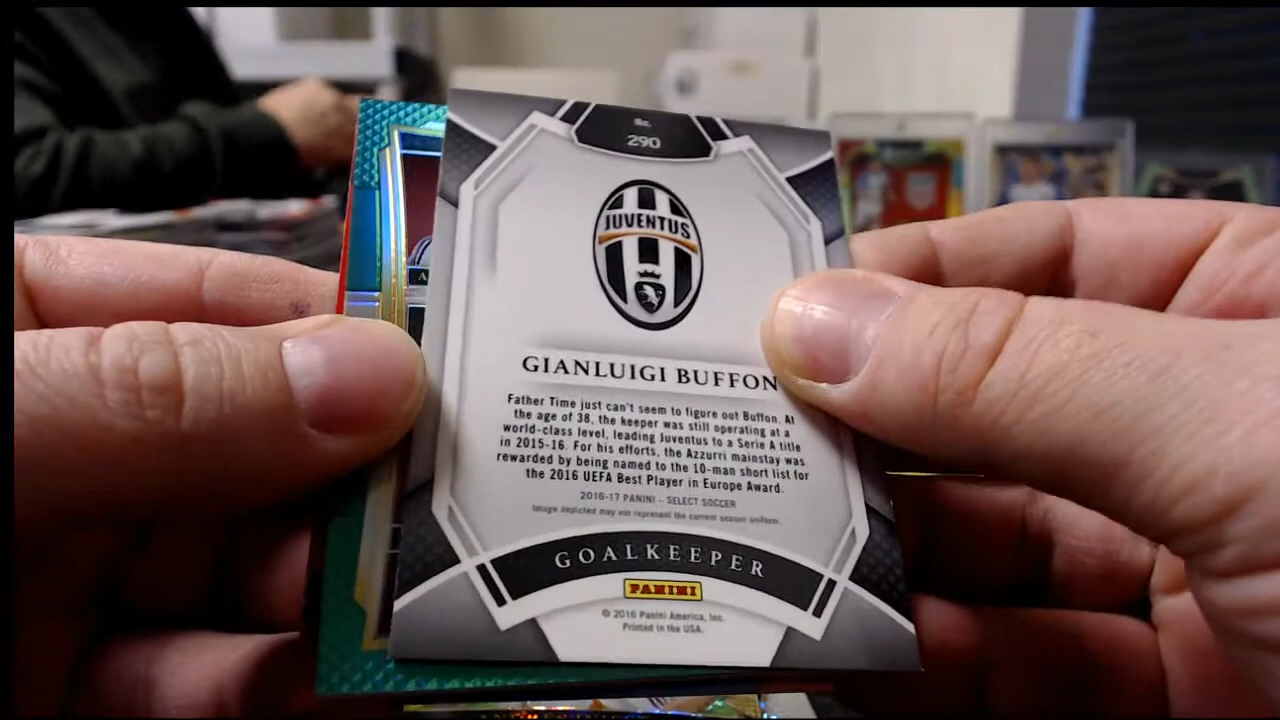 No.
290
JUVENTUS
GIANLUIGI BUFFON
Father Time just can't seem to figure out Buffon. At
the age of 38, the keeper was still operating at a
world-class level, leading Juventus to a Serie A title
in 2015-16. For his efforts, the Azzurri mainstay was
rewarded by being named to the 10-man short list for
the 2016 UEFA Best Player in Europe Award.
2016-17 PANINI – SELECT SOCCER
Image depicted may not represent the current season uniform.
GOALKEEPER
PANINI
© 2016 Panini America, Inc.
Printed in the USA.
A